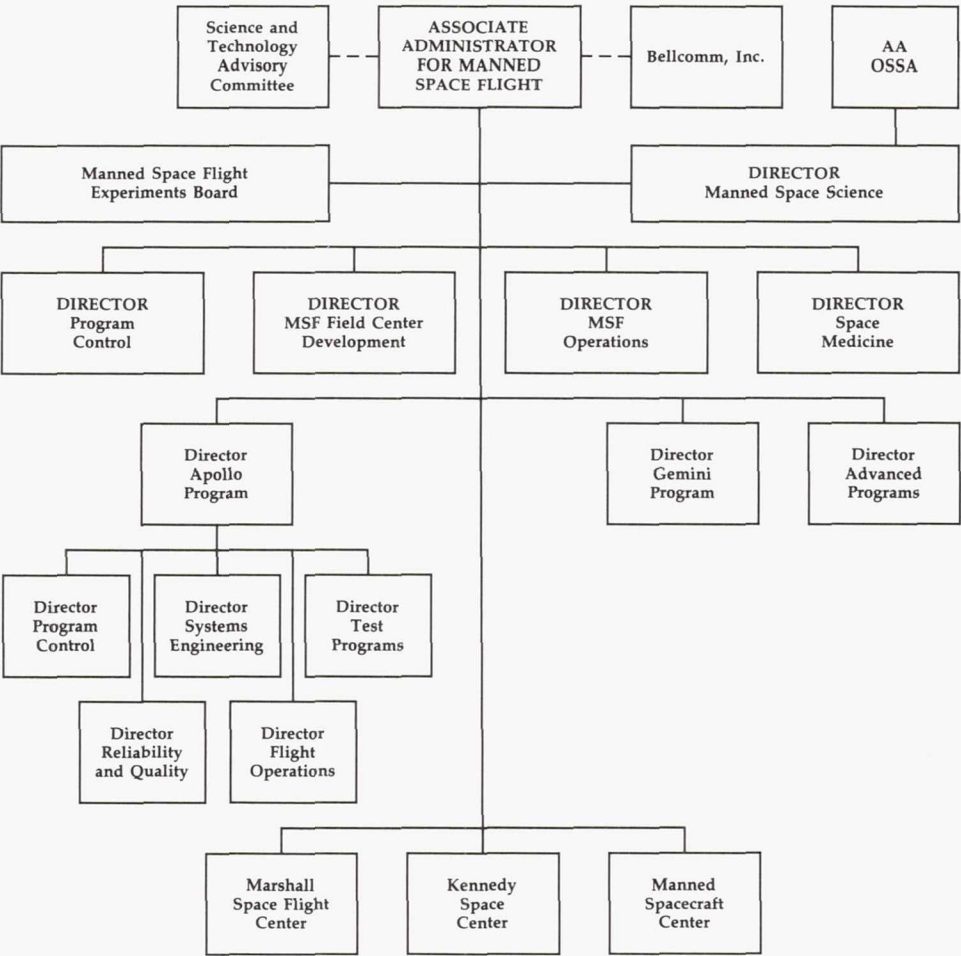 Science and
Technology
Advisory
Committee
ASSOCIATE
ADMINISTRATOR
FOR MANNED
SPACE FLIGHT
Bellcomm, Inc.
AA
OSSA
Manned Space Flight
Experiments Board
DIRECTOR
Manned Space Science
DIRECTOR
Program
Control
DIRECTOR
MSF Field Center
Development
DIRECTOR
MSF
Operations
DIRECTOR
Space
Medicine
Director
Apollo
Program
Director
Gemini
Program
Director
Advanced
Programs
Director
Program
Control
Director
Systems
Engineering
Director
Test
Programs
Director
Reliability
and Quality
Director
Flight
Operations
Marshall
Space Flight
Center
Kennedy
Space
Center
Manned
Spacecraft
Center